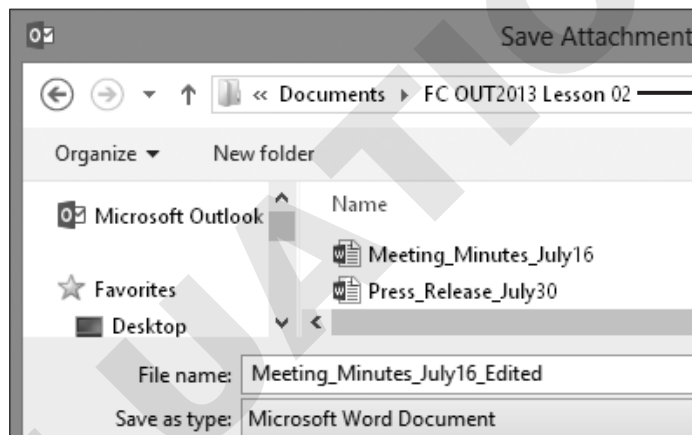 Save Attachment
« Documents ▸ FC OUT2013 Lesson 02
Organize ▾ New folder
Microsoft Outlook
Name
Meeting_Minutes_July16
Favorites
Press_Release_July30
Desktop
File name: Meeting_Minutes_July16_Edited
Save as type: Microsoft Word Document